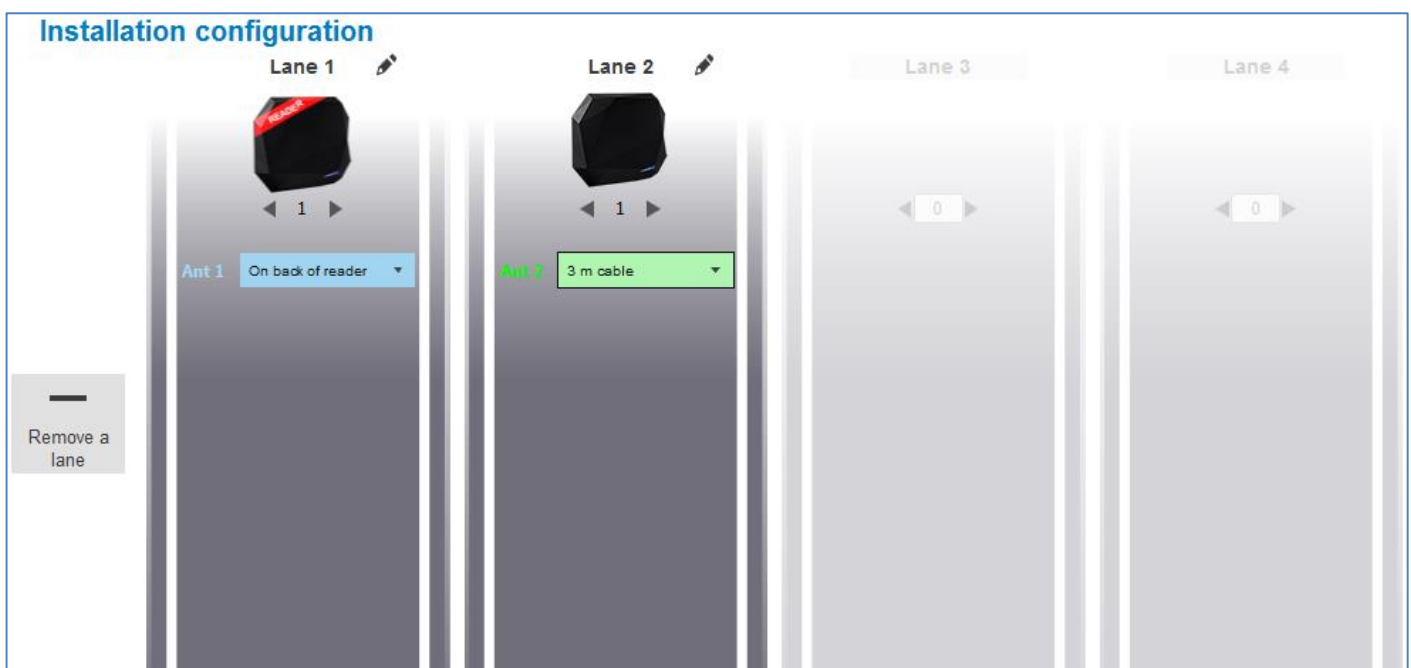 Installation configuration
Lane 1
Lane 2
Lane 3
Lane 4
READER
1
1
0
0
Ant 1
On back of reader
Ant 2
3 m cable
Remove a
lane